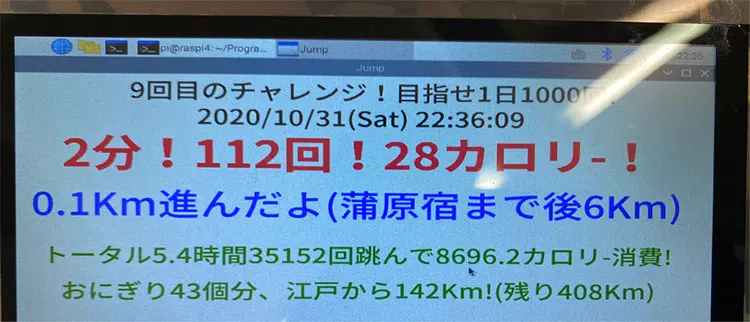 pi@raspi4: ~/Progra... Jump 22:36
Jump
9回目のチャレンジ！目指せ1日1000回！
2020/10/31(Sat) 22:36:09
2分！112回！28カロリ-！
0.1Km進んだよ(蒲原宿まで後6Km)
トータル5.4時間35152回跳んで8696.2カロリ-消費!
おにぎり43個分、江戸から142Km!(残り408Km)